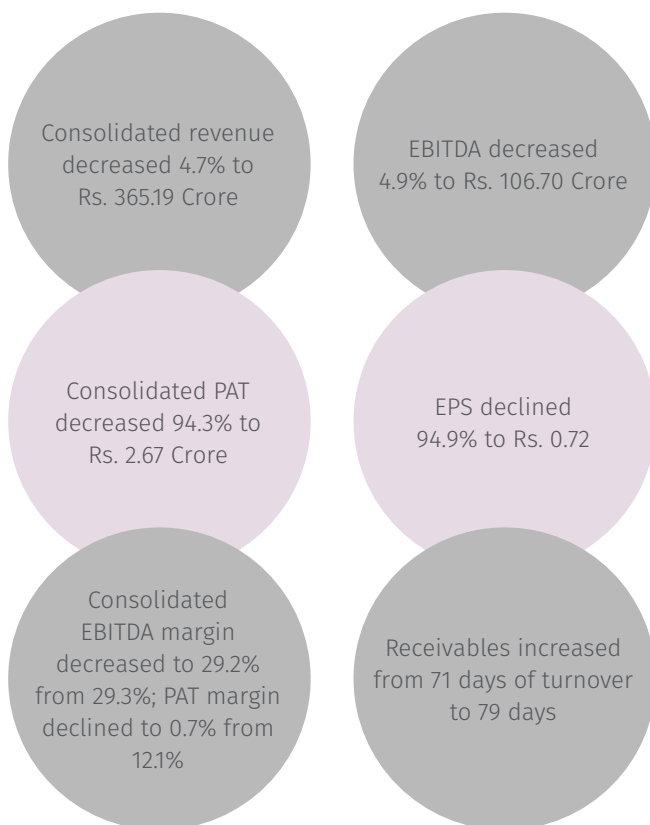 Consolidated revenue
decreased 4.7% to
Rs. 365.19 Crore
EBITDA decreased
4.9% to Rs. 106.70 Crore
Consolidated PAT
decreased 94.3% to
Rs. 2.67 Crore
EPS declined
94.9% to Rs. 0.72
Consolidated
EBITDA margin
decreased to 29.2%
from 29.3%; PAT margin
declined to 0.7% from
12.1%
Receivables increased
from 71 days of turnover
to 79 days